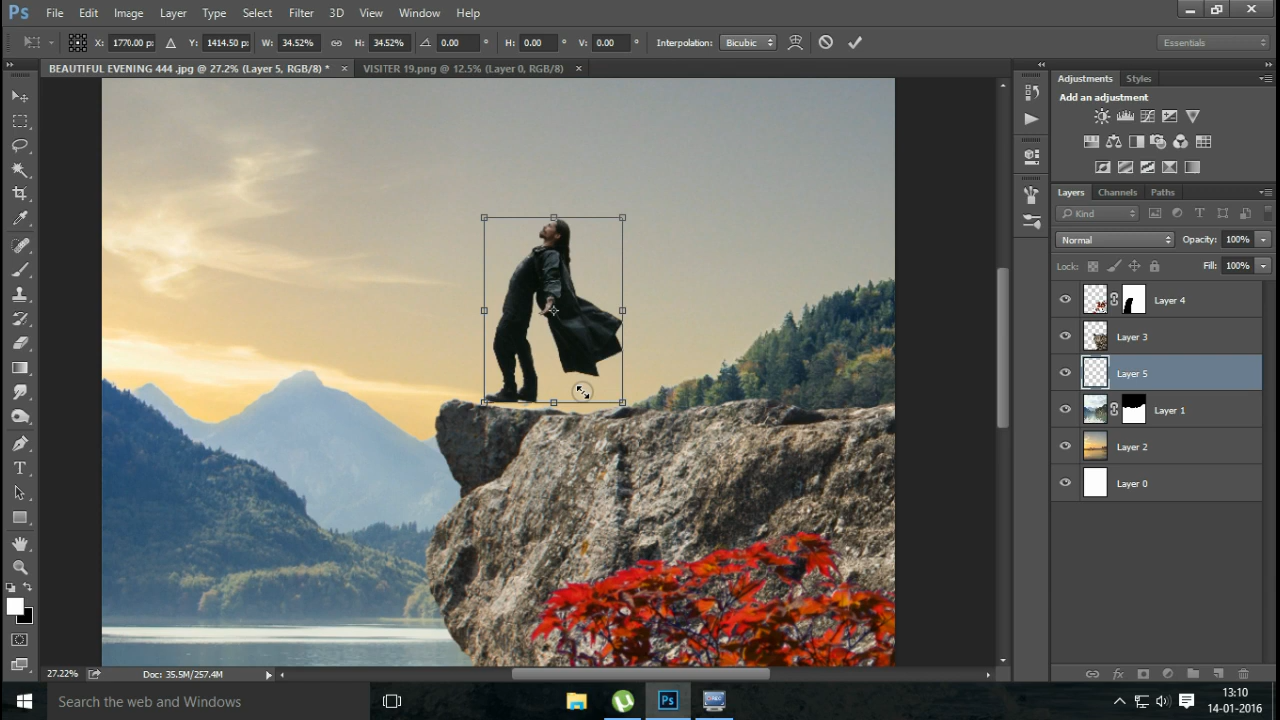 Ps File Edit Image Layer Type Select Filter 3D View Window Help
X: 1770.00 px Y: 1414.50 px W: 34.52% H: 34.52% 0.00 ° H: 0.00 ° V: 0.00 ° Interpolation: Bicubic Essentials
BEAUTIFUL EVENING 444 .jpg @ 27.2% (Layer 5, RGB/8) * × VISITER 19.png @ 12.5% (Layer 0, RGB/8) ×
Adjustments Styles
Add an adjustment
Layers Channels Paths
Kind
Normal Opacity: 100%
Lock: Fill: 100%
Layer 4
Layer 3
Layer 5
Layer 1
Layer 2
Layer 0
27.22% Doc: 35.5M/257.4M
Search the web and Windows
Ps
13:10
14-01-2016